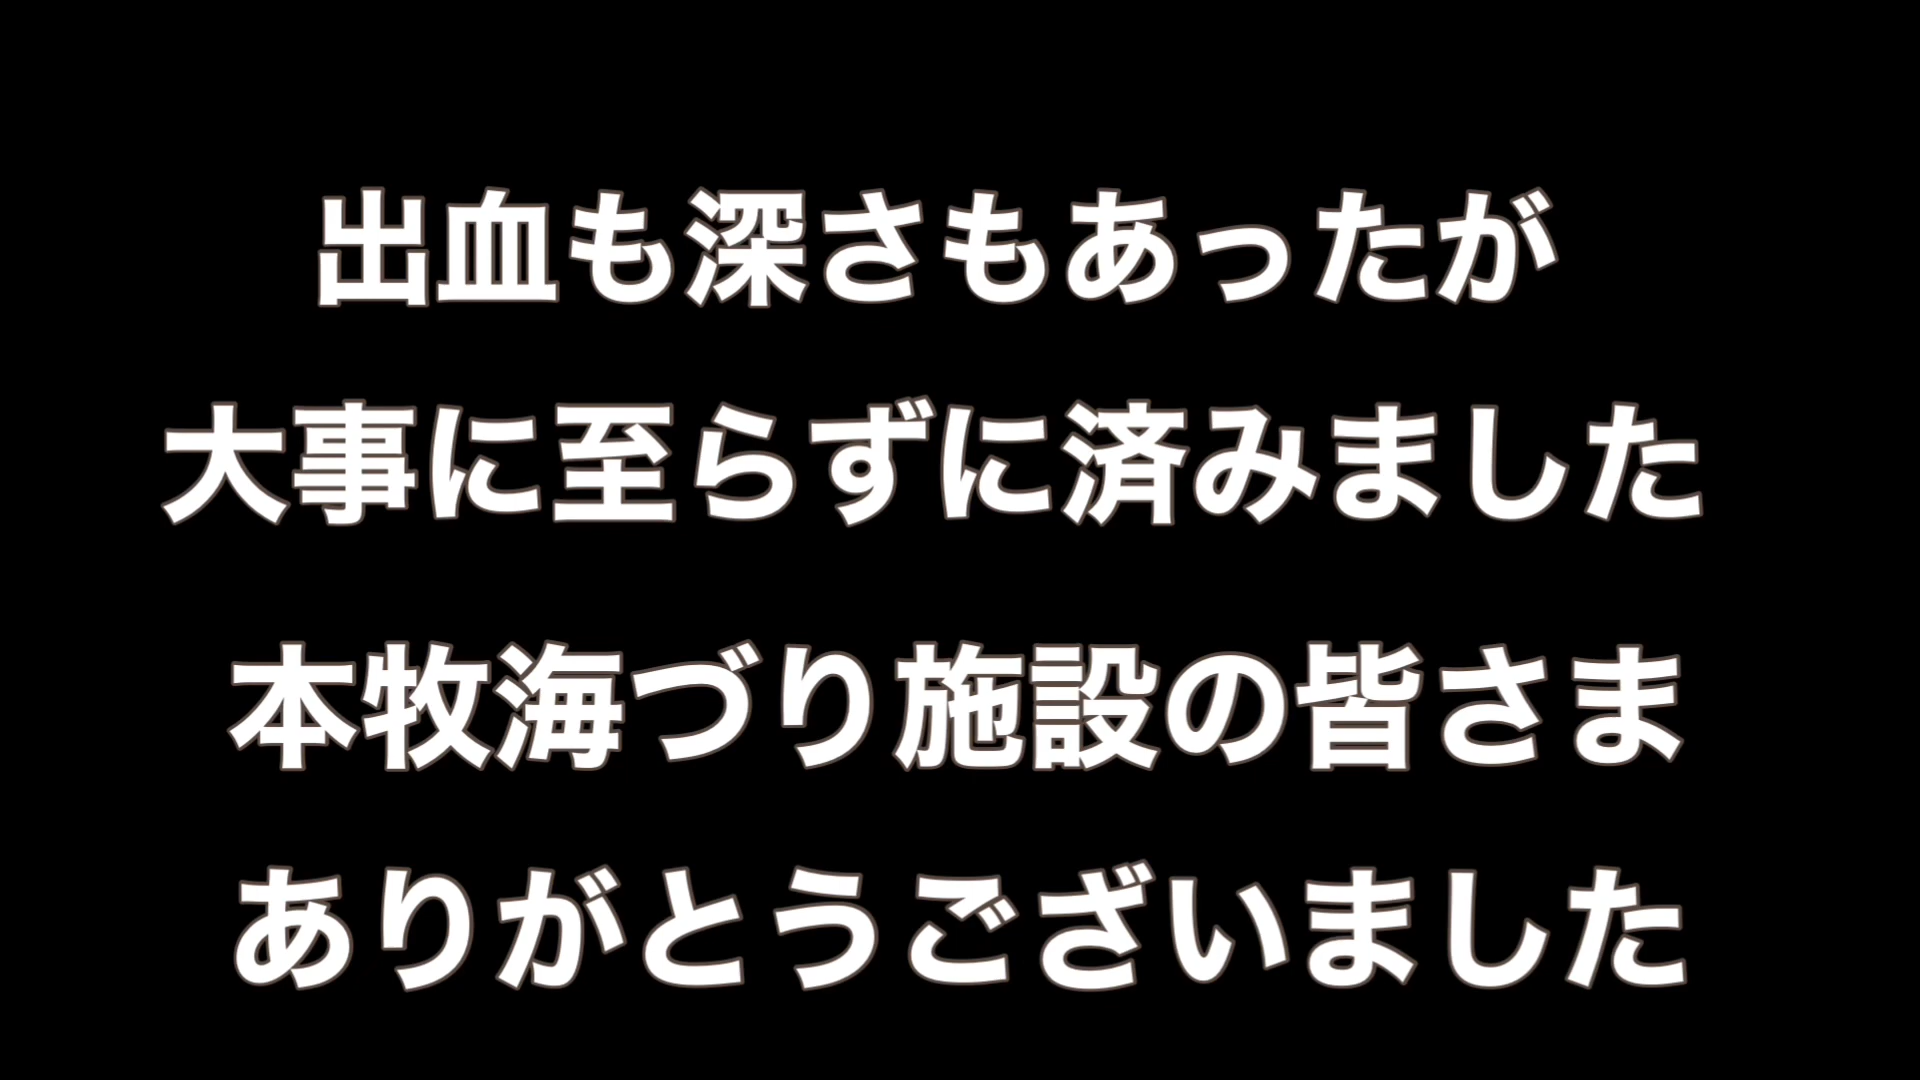 出血も深さもあったが
大事に至らずに済みました
本牧海づり施設の皆さま
ありがとうございました